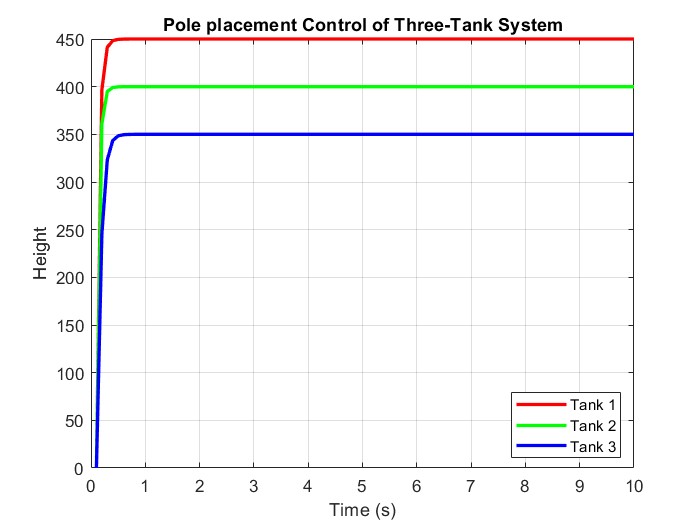 Pole placement Control of Three-Tank System
450
400
350
300
250
200
150
100
50
0
Height
0 1 2 3 4 5 6 7 8 9 10
Time (s)
Tank 1
Tank 2
Tank 3